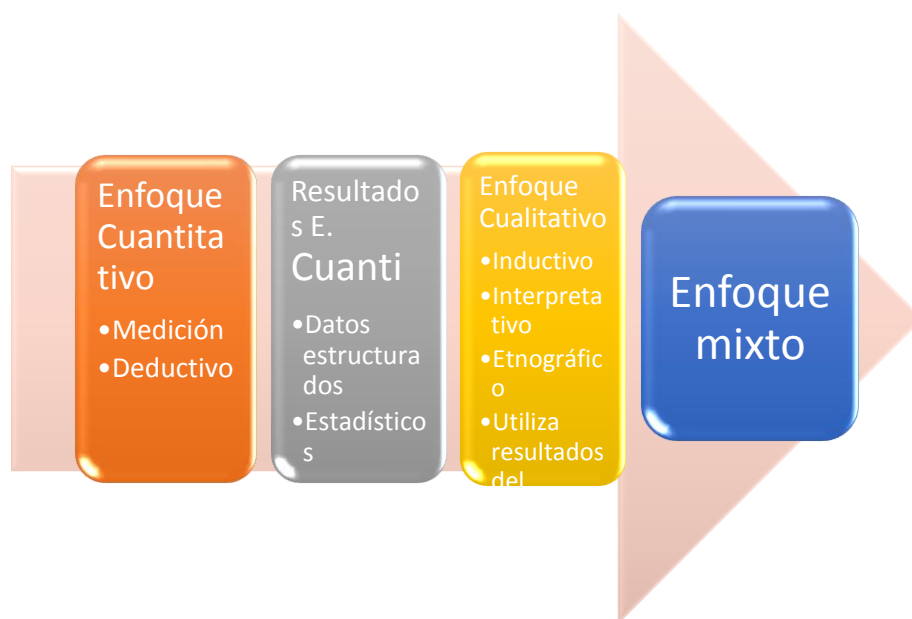 Enfoque
Cuantita
tivo
•Medición
•Deductivo
Resultado
s E.
Cuanti
•Datos
estructura
dos
•Estadístico
s
Enfoque
Cualitativo
•Inductivo
•Interpreta
tivo
•Etnográfic
o
•Utiliza
resultados
del
Enfoque
mixto